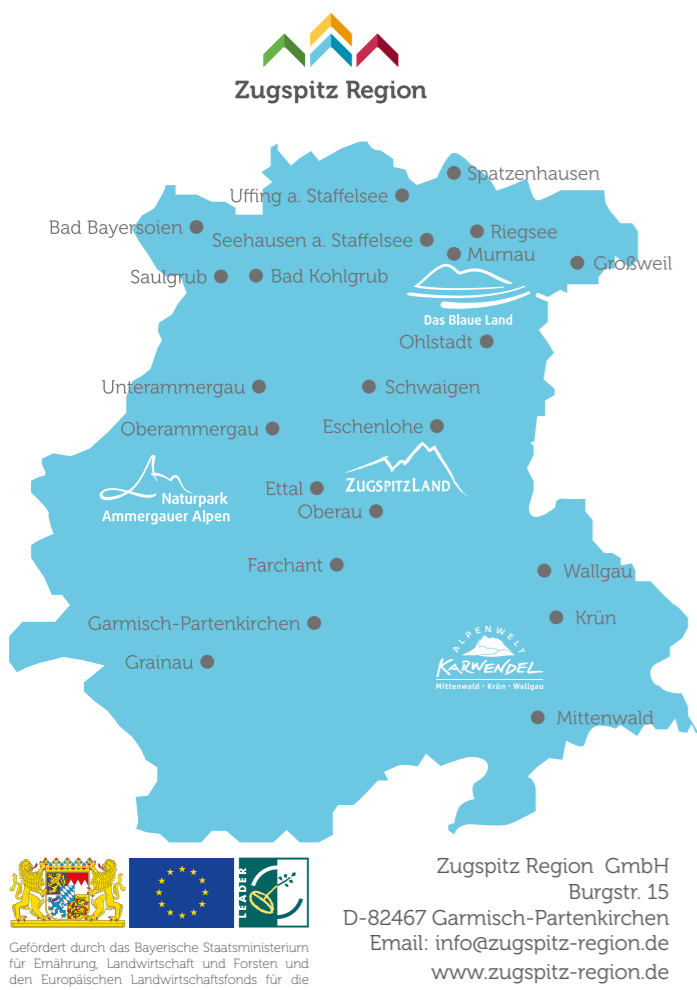 Zugspitz Region
Spatzenhausen
Uffing a. Staffelsee
Bad Bayersoien
Riegsee
Seehausen a. Staffelsee
Murnau
Großweil
Saulgrub
Bad Kohlgrub
Das Blaue Land
Ohlstadt
Unterammergau
Schwaigen
Eschenlohe
Oberammergau
ZUGSPITZLAND
Ettal
Naturpark
Ammergauer Alpen
Oberau
Farchant
Wallgau
Krün
Garmisch-Partenkirchen
ALPENWELT
KARWENDEL
Mittenwald • Krün • Wallgau
Grainau
Mittenwald
LEADER
Gefördert durch das Bayerische Staatsministerium
für Ernährung, Landwirtschaft und Forsten und
den Europäischen Landwirtschaftsfonds für die
Zugspitz Region GmbH
Burgstr. 15
D-82467 Garmisch-Partenkirchen
Email: info@zugspitz-region.de
www.zugspitz-region.de